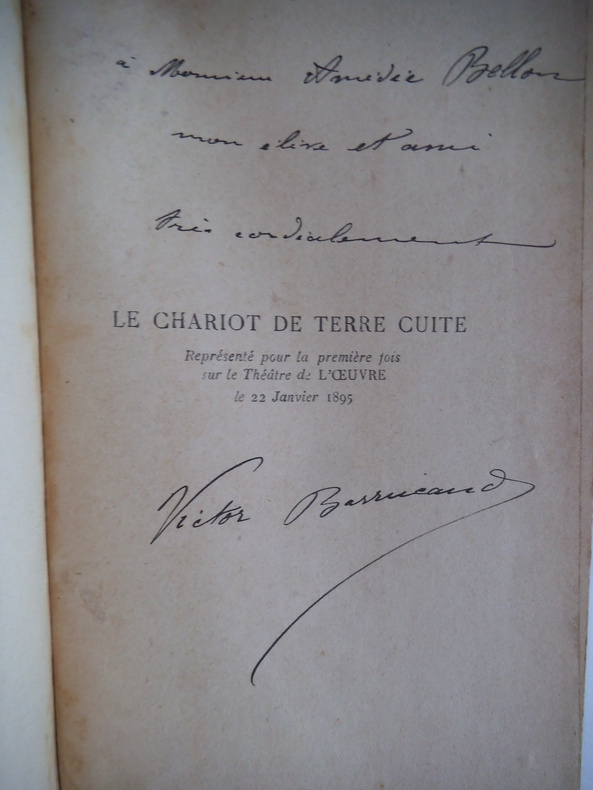 à Monsieur Amédée Bellon
mon élève et ami
très cordialement
LE CHARIOT DE TERRE CUITE
Représenté pour la première fois
sur le Théâtre de L'ŒUVRE
le 22 Janvier 1895
Victor Barrucand